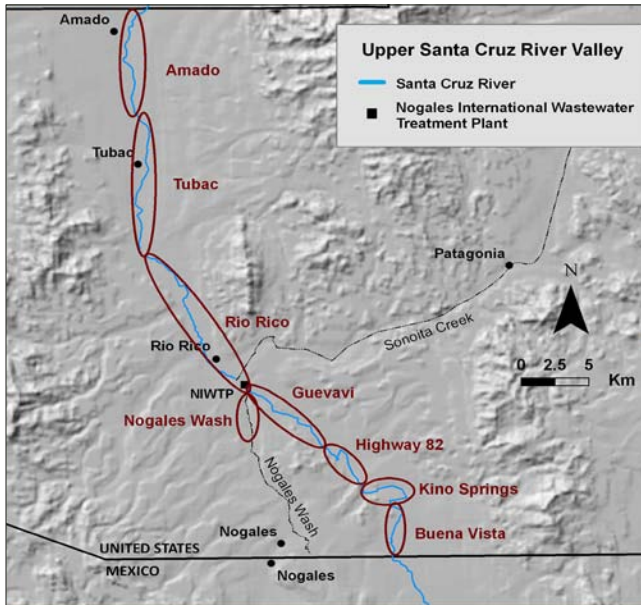 Upper Santa Cruz River Valley
Santa Cruz River
Nogales International Wastewater
Treatment Plant
Amado
Amado
Tubac
Tubac
Patagonia
N
Sonoita Creek
Rio Rico
Rio Rico
0 2.5 5
Km
NIWTP
Guevavi
Nogales Wash
Highway 82
Nogales Wash
Kino Springs
Buena Vista
Nogales
UNITED STATES
MEXICO
Nogales